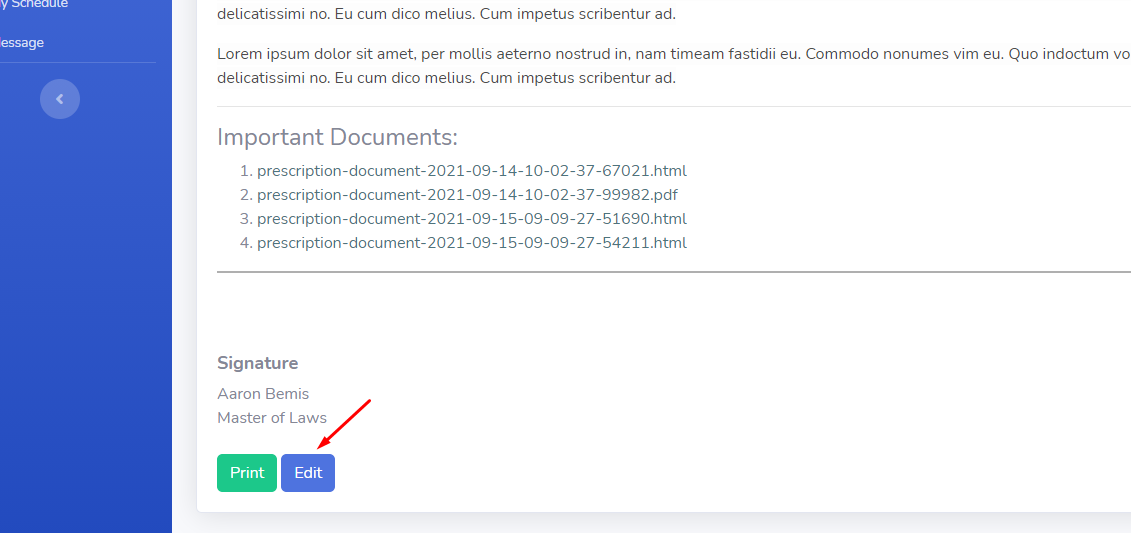 Schedule
delicatissimi no. Eu cum dico melius. Cum impetus scribentur ad.
essage
Lorem ipsum dolor sit amet, per mollis aeterno nostrud in, nam timeam fastidii eu. Commodo nonumes vim eu. Quo indoctum vo
delicatissimi no. Eu cum dico melius. Cum impetus scribentur ad.
Important Documents:
1. prescription-document-2021-09-14-10-02-37-67021.html
2. prescription-document-2021-09-14-10-02-37-99982.pdf
3. prescription-document-2021-09-15-09-09-27-51690.html
4. prescription-document-2021-09-15-09-09-27-54211.html
Signature
Aaron Bemis
Master of Laws
Print Edit